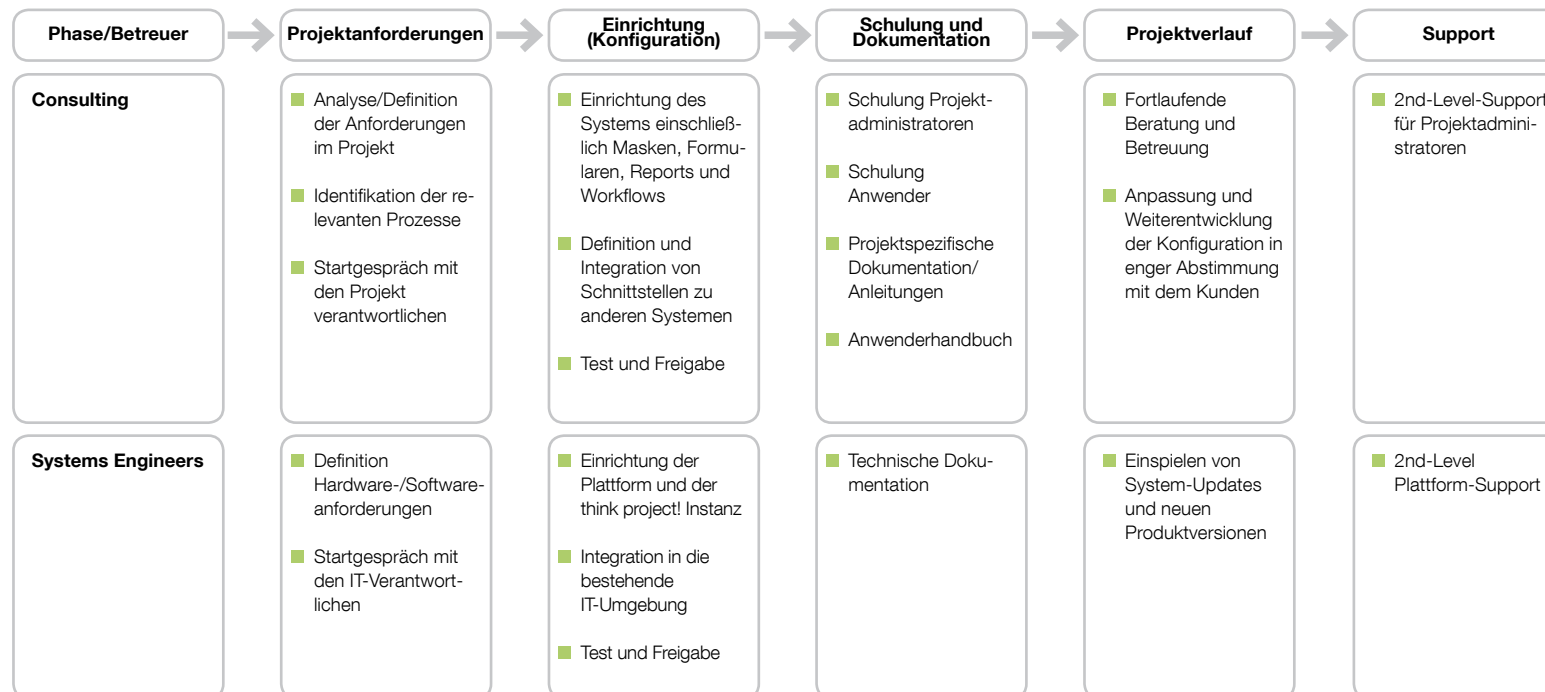 Phase/Betreuer
Projektanforderungen
Einrichtung
(Konfiguration)
Schulung und
Dokumentation
Projektverlauf
Support
Consulting
Analyse/Definition
der Anforderungen
im Projekt
Identifikation der re-
levanten Prozesse
Startgespräch mit
den Projekt
verantwortlichen
Einrichtung des
Systems einschließ-
lich Masken, Formu-
laren, Reports und
Workflows
Definition und
Integration von
Schnittstellen zu
anderen Systemen
Test und Freigabe
Schulung Projekt-
administratoren
Schulung
Anwender
Projektspezifische
Dokumentation/
Anleitungen
Anwenderhandbuch
Fortlaufende
Beratung und
Betreuung
Anpassung und
Weiterentwicklung
der Konfiguration in
enger Abstimmung
mit dem Kunden
2nd-Level-Support
für Projektadmini-
stratoren
Systems Engineers
Definition
Hardware-/Software-
anforderungen
Startgespräch mit
den IT-Verantwort-
lichen
Einrichtung der
Plattform und der
think project! Instanz
Integration in die
bestehende
IT-Umgebung
Test und Freigabe
Technische Doku-
mentation
Einspielen von
System-Updates
und neuen
Produktversionen
2nd-Level
Plattform-Support